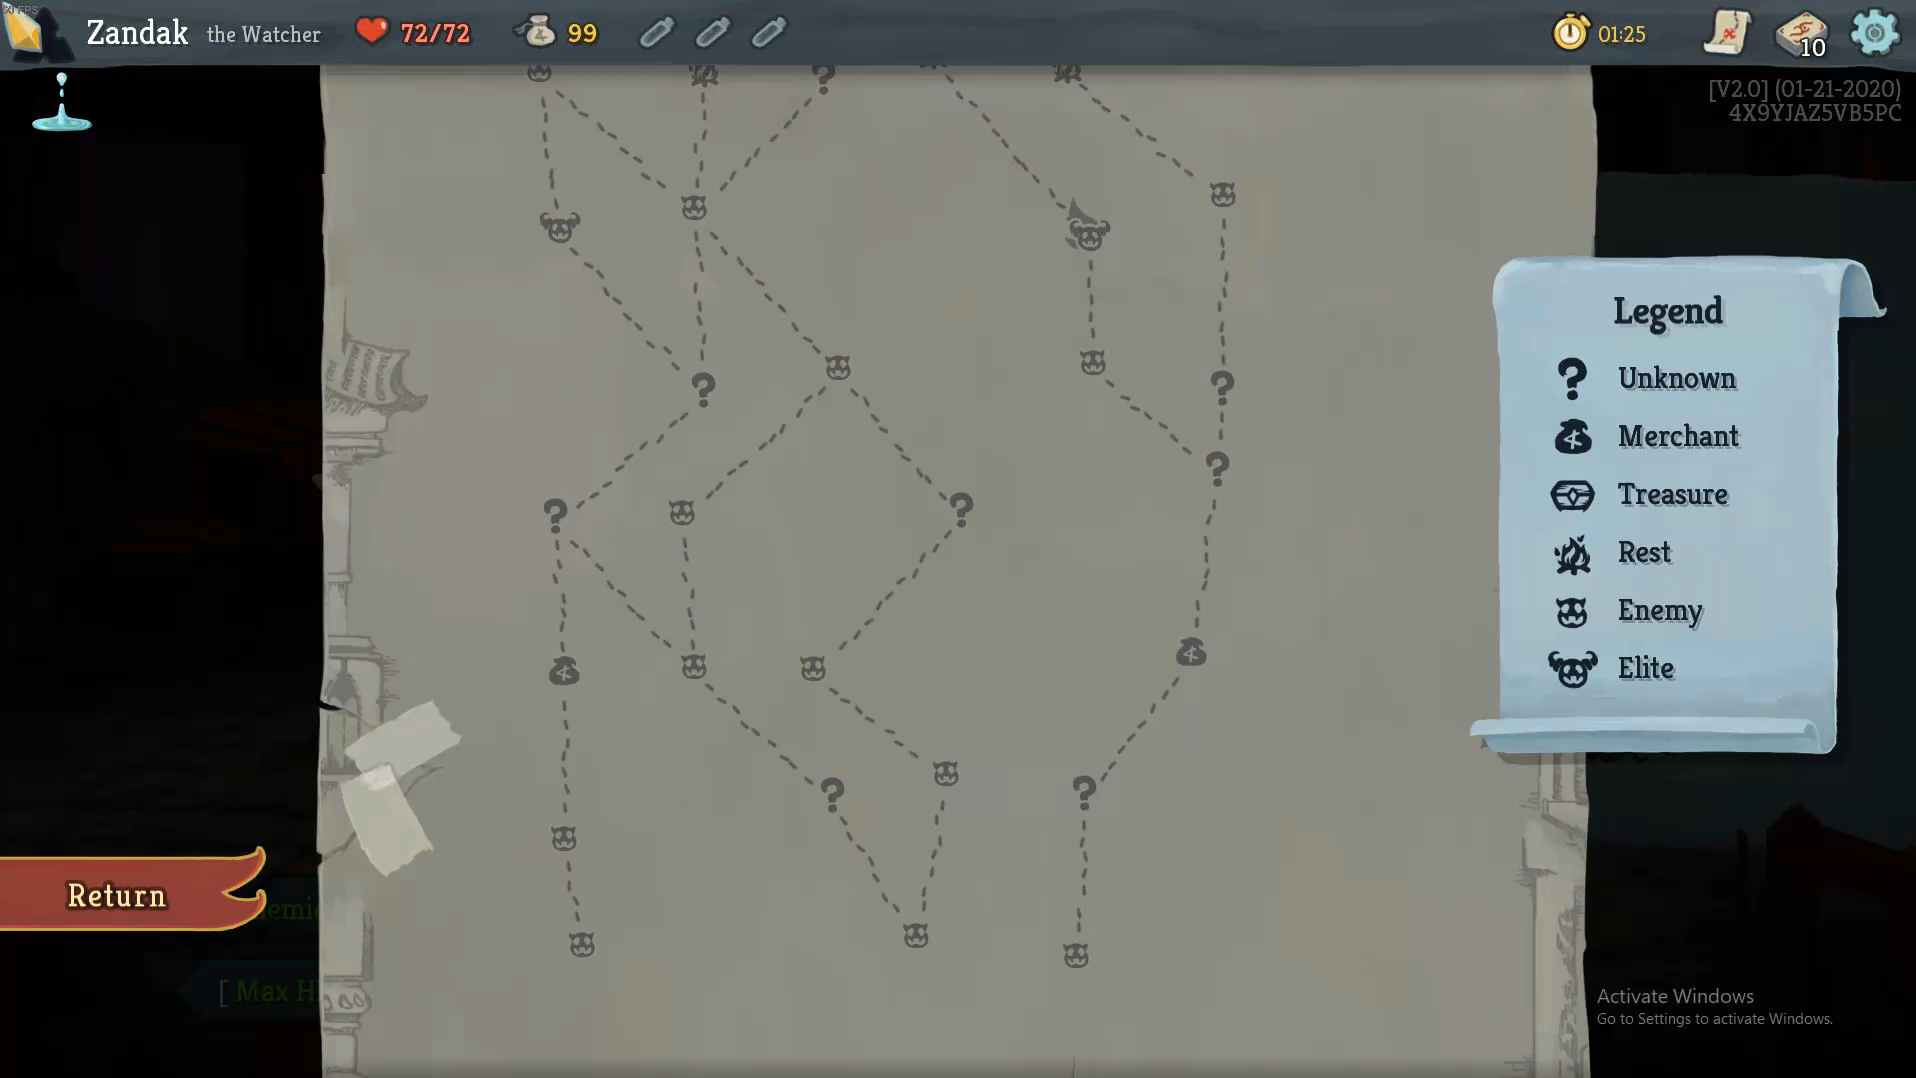 Zandak the Watcher 72/72 99 01:25 10
[V2.0] (01-21-2020)
4X9YJAZ5VB5PC
Legend
Unknown
Merchant
Treasure
Rest
Enemy
Elite
Return
[ Max H
Activate Windows
Go to Settings to activate Windows.